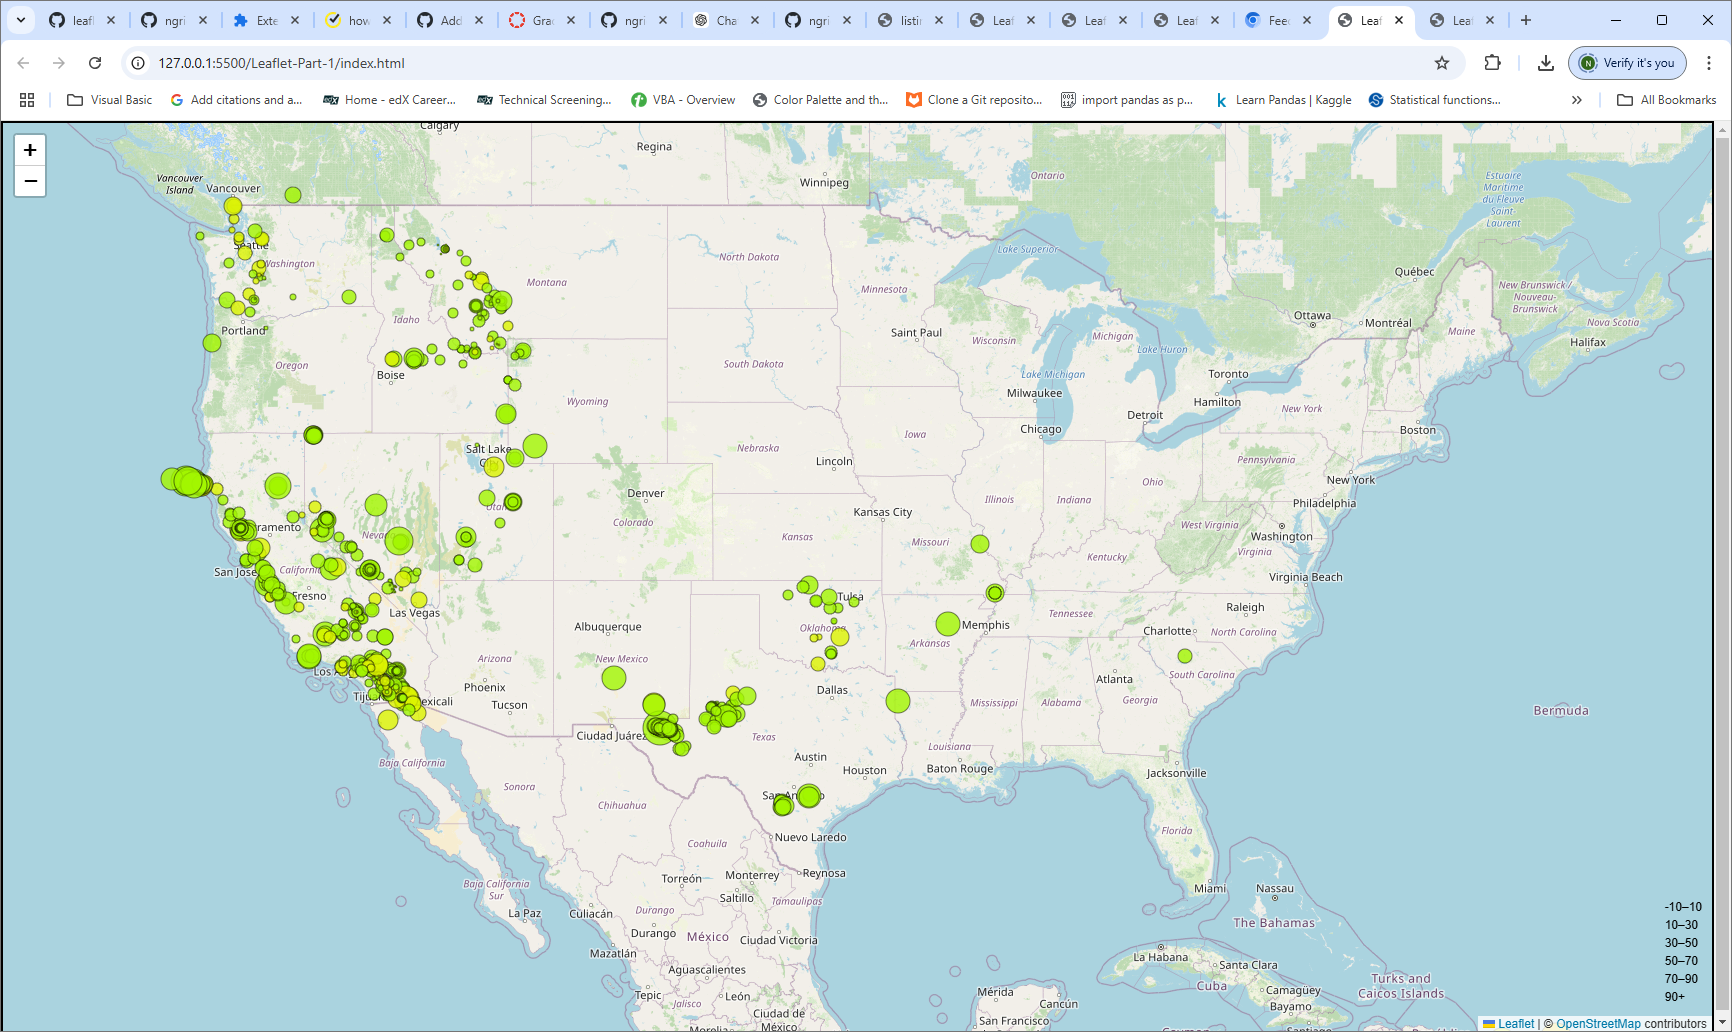 leafl
ngri
Exte
how
Add
Grac
ngri
Cha
ngri
listin
Leaf
Leaf
Leaf
Feec
Leaf
Leaf
127.0.0.1:5500/Leaflet-Part-1/index.html
N
Verify it's you
Visual Basic
Add citations and a...
Home - edX Career...
Technical Screening...
VBA - Overview
Color Palette and th...
Clone a Git reposito...
import pandas as p...
Learn Pandas | Kaggle
Statistical functions...
All Bookmarks
+
−
Calgary
Regina
Winnipeg
Ontario
Estuaire
Maritime
du Fleuve
Saint-
Laurent
Vancouver
Island
Vancouver
Seattle
Washington
Lake Superior
North Dakota
Montana
Minnesota
Québec
New Brunswick /
Nouveau-
Brunswick
Nova Scotia
Halifax
Maine
Ottawa
Montréal
Portland
Idaho
Saint Paul
Wisconsin
Michigan
Lake Huron
Oregon
Boise
South Dakota
Lake Michigan
Toronto
Hamilton
Milwaukee
Detroit
New York
Wyoming
Chicago
Boston
Iowa
Salt Lake
City
Nebraska
Lincoln
Pennsylvania
New York
Philadelphia
Ohio
Illinois
Indiana
Denver
Colorado
Utah
Kansas City
West Virginia
Washington
Virginia
ramento
Nevada
Kansas
Missouri
Kentucky
San Jose
California
Virginia Beach
Fresno
Las Vegas
Tulsa
Raleigh
Tennessee
Albuquerque
Oklahoma
Memphis
Charlotte
North Carolina
Arkansas
Arizona
New Mexico
Los A
South Carolina
Atlanta
Phoenix
Tucson
Dallas
Tiju
exicali
Mississippi
Alabama
Georgia
Bermuda
Ciudad Juárez
Texas
Baja California
Austin
Louisiana
Houston
Baton Rouge
Jacksonville
Sonora
San Antonio
Chihuahua
Nuevo Laredo
Florida
Coahuila
Reynosa
Torreón
Monterrey
Baja California
Sur
Saltillo
Tamaulipas
Miami
Nassau
La Paz
Culiacán
Durango
Durango
México
Ciudad Victoria
The Bahamas
Mazatlán
La Habana
Santa Clara
Aguascalientes
Cuba
Camagüey
Bayamo
Turks and
Caicos Islands
Tepic
León
Jalisco
Mérida
Cancún
Ciudad de
México
San Francisco
Morelia
Santiago
-10–10
10–30
30–50
50–70
70–90
90+
Leaflet | © OpenStreetMap contributors